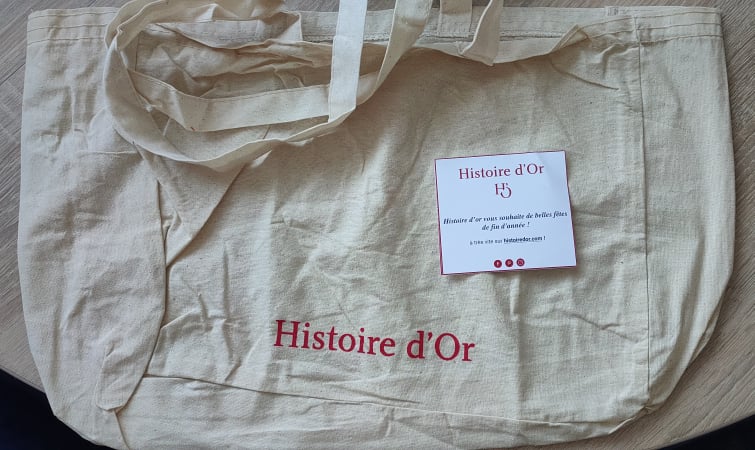 Histoire d'Or
Histoire d'or vous souhaite de belles fêtes
de fin d'année !
à très vite sur histoiredor.com !
Histoire d'Or